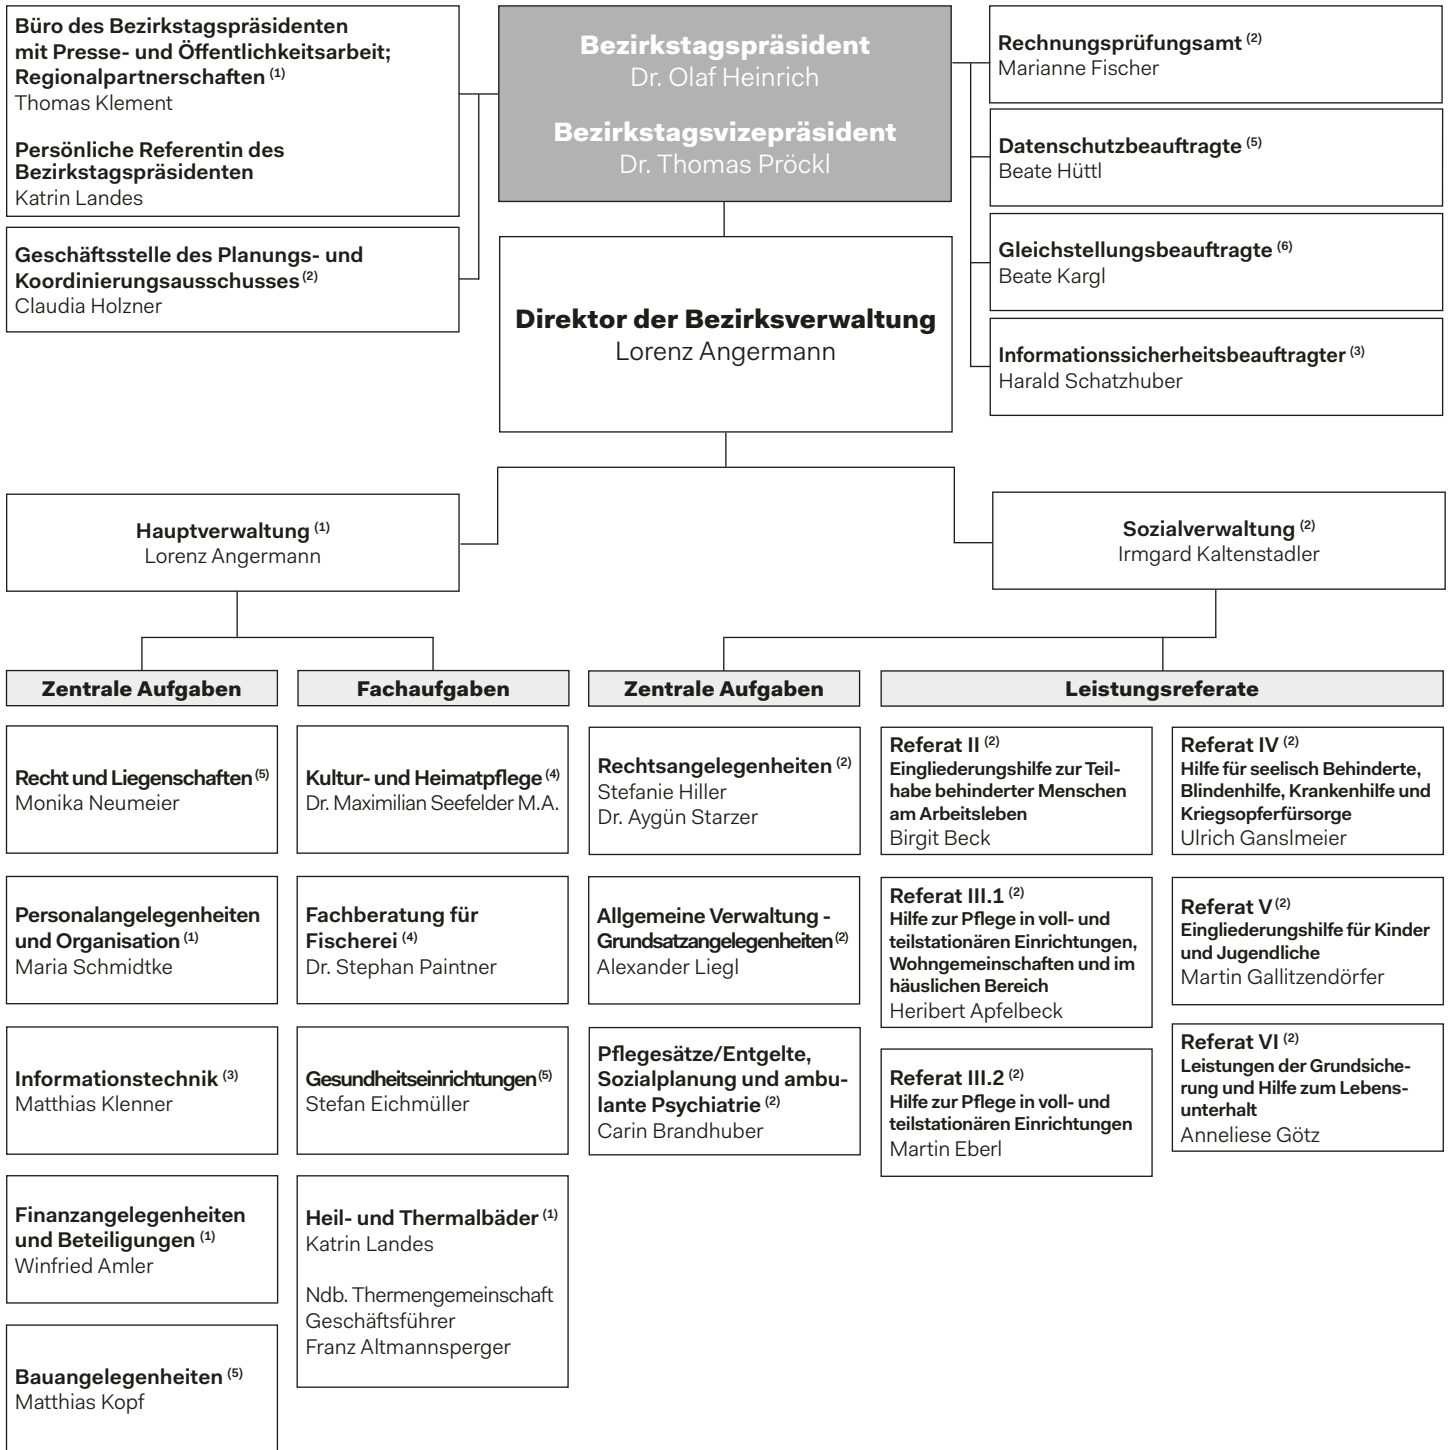 Büro des Bezirkstagspräsidenten
mit Presse- und Öffentlichkeitsarbeit;
Regionalpartnerschaften (1)
Thomas Klement
Persönliche Referentin des
Bezirkstagspräsidenten
Katrin Landes
Geschäftsstelle des Planungs- und
Koordinierungsausschusses (2)
Claudia Holzner
Bezirkstagspräsident
Dr. Olaf Heinrich
Bezirkstagsvizepräsident
Dr. Thomas Pröckl
Direktor der Bezirksverwaltung
Lorenz Angermann
Rechnungsprüfungsamt (2)
Marianne Fischer
Datenschutzbeauftragte (5)
Beate Hüttl
Gleichstellungsbeauftragte (6)
Beate Kargl
Informationssicherheitsbeauftragter (3)
Harald Schatzhuber
Hauptverwaltung (1)
Lorenz Angermann
Sozialverwaltung (2)
Irmgard Kaltenstadler
Zentrale Aufgaben
Recht und Liegenschaften (5)
Monika Neumeier
Personalangelegenheiten
und Organisation (1)
Maria Schmidtke
Informationstechnik (3)
Matthias Klenner
Finanzangelegenheiten
und Beteiligungen (1)
Winfried Amler
Bauangelegenheiten (5)
Matthias Kopf
Fachaufgaben
Kultur- und Heimatpflege (4)
Dr. Maximilian Seefelder M.A.
Fachberatung für
Fischerei (4)
Dr. Stephan Paintner
Gesundheitseinrichtungen (5)
Stefan Eichmüller
Heil- und Thermalbäder (1)
Katrin Landes
Ndb. Thermengemeinschaft
Geschäftsführer
Franz Altmannsperger
Zentrale Aufgaben
Rechtsangelegenheiten (2)
Stefanie Hiller
Dr. Aygün Starzer
Allgemeine Verwaltung -
Grundsatzangelegenheiten (2)
Alexander Liegl
Pflegesätze/Entgelte,
Sozialplanung und ambu-
lante Psychiatrie (2)
Carin Brandhuber
Leistungsreferate
Referat II (2)
Eingliederungshilfe zur Teil-
habe behinderter Menschen
am Arbeitsleben
Birgit Beck
Referat III.1 (2)
Hilfe zur Pflege in voll- und
teilstationären Einrichtungen,
Wohngemeinschaften und im
häuslichen Bereich
Heribert Apfelbeck
Referat III.2 (2)
Hilfe zur Pflege in voll- und
teilstationären Einrichtungen
Martin Eberl
Referat IV (2)
Hilfe für seelisch Behinderte,
Blindenhilfe, Krankenhilfe und
Kriegsopferfürsorge
Ulrich Ganslmeier
Referat V (2)
Eingliederungshilfe für Kinder
und Jugendliche
Martin Gallitzendörfer
Referat VI (2)
Leistungen der Grundsiche-
rung und Hilfe zum Lebens-
unterhalt
Anneliese Götz